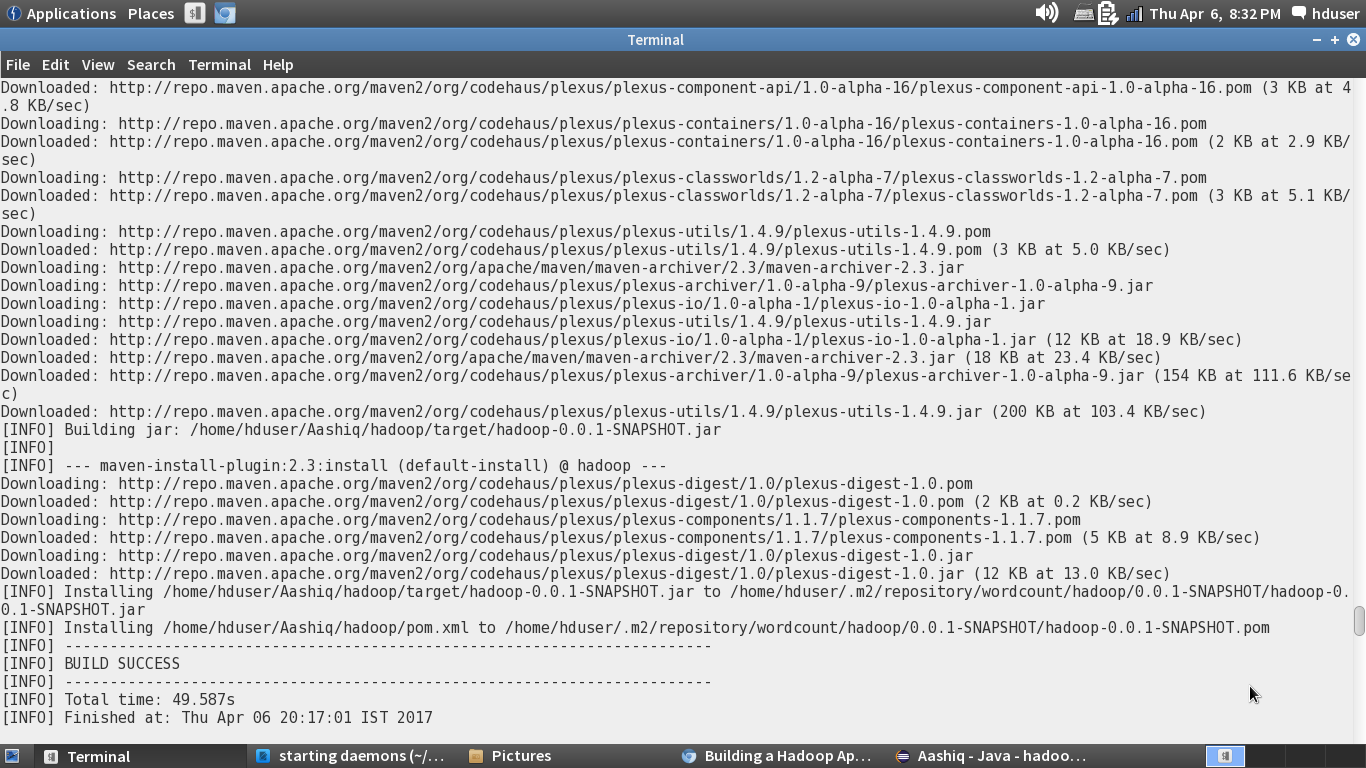 Applications Places Thu Apr 6, 8:32 PM hduser
Terminal
File Edit View Search Terminal Help
Downloaded: http://repo.maven.apache.org/maven2/org/codehaus/plexus/plexus-component-api/1.0-alpha-16/plexus-component-api-1.0-alpha-16.pom (3 KB at 4
.8 KB/sec)
Downloading: http://repo.maven.apache.org/maven2/org/codehaus/plexus/plexus-containers/1.0-alpha-16/plexus-containers-1.0-alpha-16.pom
Downloaded: http://repo.maven.apache.org/maven2/org/codehaus/plexus/plexus-containers/1.0-alpha-16/plexus-containers-1.0-alpha-16.pom (2 KB at 2.9 KB/
sec)
Downloading: http://repo.maven.apache.org/maven2/org/codehaus/plexus/plexus-classworlds/1.2-alpha-7/plexus-classworlds-1.2-alpha-7.pom
Downloaded: http://repo.maven.apache.org/maven2/org/codehaus/plexus/plexus-classworlds/1.2-alpha-7/plexus-classworlds-1.2-alpha-7.pom (3 KB at 5.1 KB/
sec)
Downloading: http://repo.maven.apache.org/maven2/org/codehaus/plexus/plexus-utils/1.4.9/plexus-utils-1.4.9.pom
Downloaded: http://repo.maven.apache.org/maven2/org/codehaus/plexus/plexus-utils/1.4.9/plexus-utils-1.4.9.pom (3 KB at 5.0 KB/sec)
Downloading: http://repo.maven.apache.org/maven2/org/apache/maven/maven-archiver/2.3/maven-archiver-2.3.jar
Downloading: http://repo.maven.apache.org/maven2/org/codehaus/plexus/plexus-archiver/1.0-alpha-9/plexus-archiver-1.0-alpha-9.jar
Downloading: http://repo.maven.apache.org/maven2/org/codehaus/plexus/plexus-io/1.0-alpha-1/plexus-io-1.0-alpha-1.jar
Downloading: http://repo.maven.apache.org/maven2/org/codehaus/plexus/plexus-utils/1.4.9/plexus-utils-1.4.9.jar
Downloaded: http://repo.maven.apache.org/maven2/org/codehaus/plexus/plexus-io/1.0-alpha-1/plexus-io-1.0-alpha-1.jar (12 KB at 18.9 KB/sec)
Downloaded: http://repo.maven.apache.org/maven2/org/apache/maven/maven-archiver/2.3/maven-archiver-2.3.jar (18 KB at 23.4 KB/sec)
Downloaded: http://repo.maven.apache.org/maven2/org/codehaus/plexus/plexus-archiver/1.0-alpha-9/plexus-archiver-1.0-alpha-9.jar (154 KB at 111.6 KB/se
c)
Downloaded: http://repo.maven.apache.org/maven2/org/codehaus/plexus/plexus-utils/1.4.9/plexus-utils-1.4.9.jar (200 KB at 103.4 KB/sec)
[INFO] Building jar: /home/hduser/Aashiq/hadoop/target/hadoop-0.0.1-SNAPSHOT.jar
[INFO]
[INFO] --- maven-install-plugin:2.3:install (default-install) @ hadoop ---
Downloading: http://repo.maven.apache.org/maven2/org/codehaus/plexus/plexus-digest/1.0/plexus-digest-1.0.pom
Downloaded: http://repo.maven.apache.org/maven2/org/codehaus/plexus/plexus-digest/1.0/plexus-digest-1.0.pom (2 KB at 0.2 KB/sec)
Downloading: http://repo.maven.apache.org/maven2/org/codehaus/plexus/plexus-components/1.1.7/plexus-components-1.1.7.pom
Downloaded: http://repo.maven.apache.org/maven2/org/codehaus/plexus/plexus-components/1.1.7/plexus-components-1.1.7.pom (5 KB at 8.9 KB/sec)
Downloading: http://repo.maven.apache.org/maven2/org/codehaus/plexus/plexus-digest/1.0/plexus-digest-1.0.jar
Downloaded: http://repo.maven.apache.org/maven2/org/codehaus/plexus/plexus-digest/1.0/plexus-digest-1.0.jar (12 KB at 13.0 KB/sec)
[INFO] Installing /home/hduser/Aashiq/hadoop/target/hadoop-0.0.1-SNAPSHOT.jar to /home/hduser/.m2/repository/wordcount/hadoop/0.0.1-SNAPSHOT/hadoop-0.
0.1-SNAPSHOT.jar
[INFO] Installing /home/hduser/Aashiq/hadoop/pom.xml to /home/hduser/.m2/repository/wordcount/hadoop/0.0.1-SNAPSHOT/hadoop-0.0.1-SNAPSHOT.pom
[INFO] ------------------------------------------------------------------------
[INFO] BUILD SUCCESS
[INFO] ------------------------------------------------------------------------
[INFO] Total time: 49.587s
[INFO] Finished at: Thu Apr 06 20:17:01 IST 2017
Terminal starting daemons (~/... Pictures Building a Hadoop Ap... Aashiq - Java - hadoo...